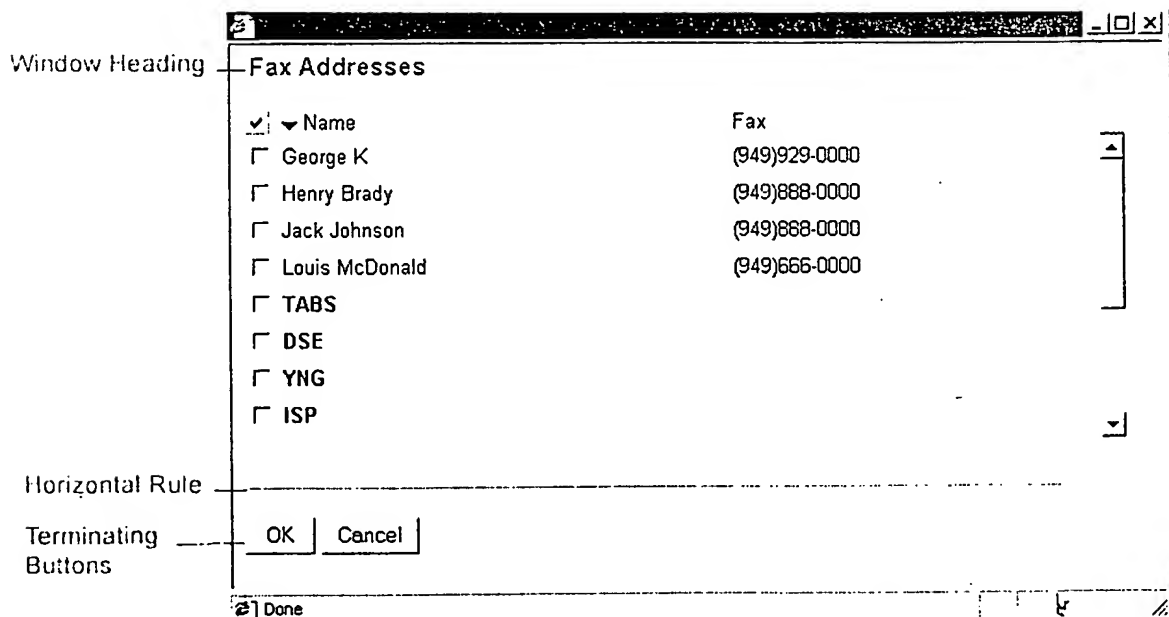 Window Heading
Fax Addresses
Name Fax
George K (949)929-0000
Henry Brady (949)888-0000
Jack Johnson (949)888-0000
Louis McDonald (949)666-0000
TABS
DSE
YNG
ISP
Horizontal Rule
Terminating Buttons
OK Cancel
Done